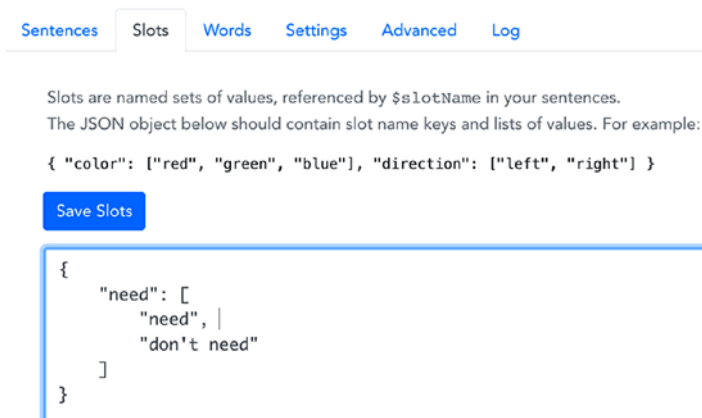 Sentences Slots Words Settings Advanced Log
Slots are named sets of values, referenced by $slotName in your sentences.
The JSON object below should contain slot name keys and lists of values. For example:
{ "color": ["red", "green", "blue"], "direction": ["left", "right"] }
Save Slots
{
"need": [
"need",
"don't need"
]
}